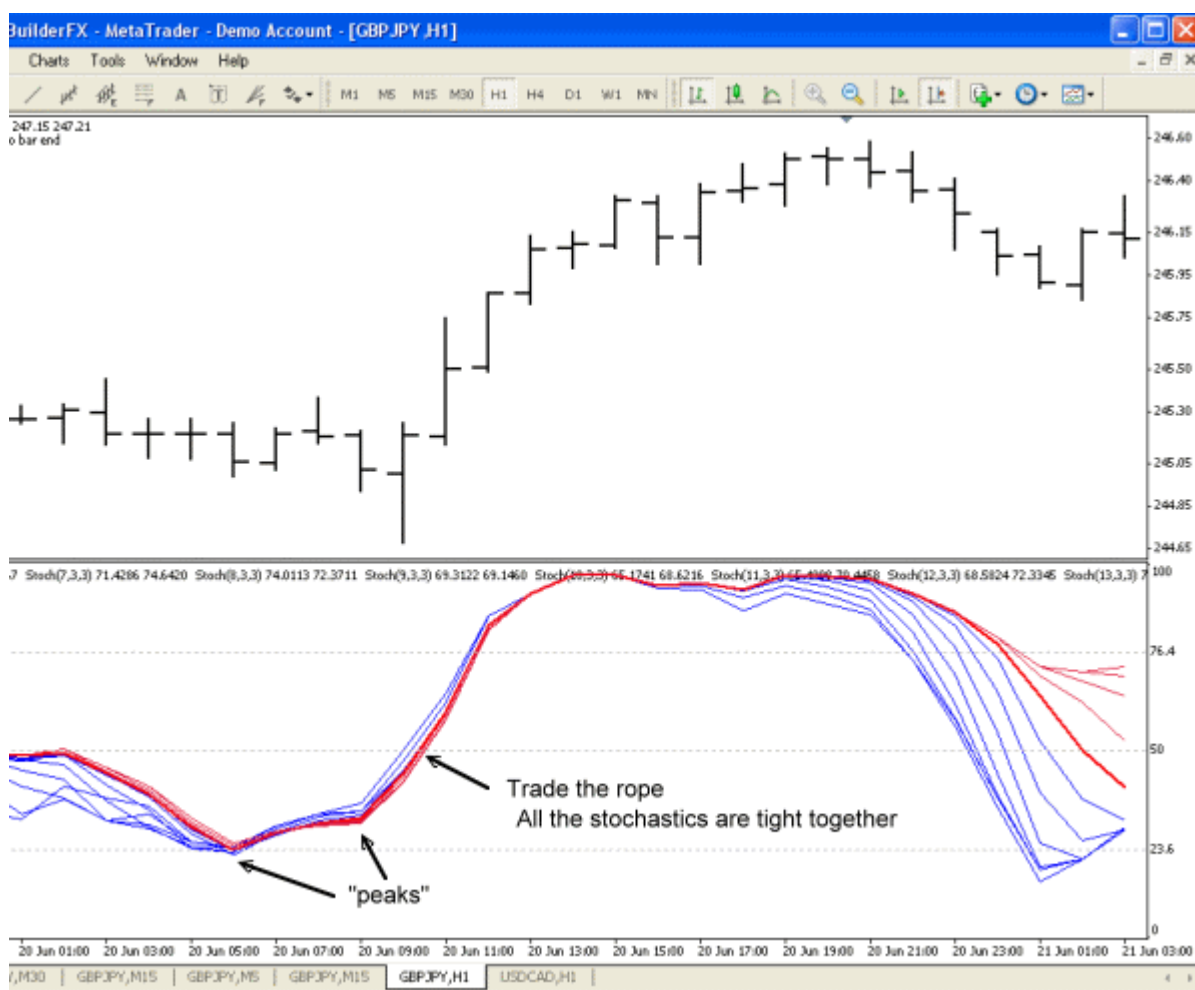 BuilderFX - MetaTrader - Demo Account - [GBPJPY,H1]
Charts Tools Window Help
A T M1 M5 M15 M30 H1 H4 D1 W1 MN
247.15 247.21
o bar end
246.60
246.40
246.15
245.95
245.75
245.50
245.30
245.05
244.85
244.65
Stoch(7,3,3) 71.4286 74.6420 Stoch(8,3,3) 74.0113 72.3711 Stoch(9,3,3) 69.3122 69.1460 68.6216 Stoch(11,3,3) Stoch(12,3,3) 68.5824 72.3345 Stoch(13,3,3) 7
100
76.4
50
Trade the rope
All the stochastics are tight together
23.6
"peaks"
0
20 Jun 01:00 20 Jun 03:00 20 Jun 05:00 20 Jun 07:00 20 Jun 09:00 20 Jun 11:00 20 Jun 13:00 20 Jun 15:00 20 Jun 17:00 20 Jun 19:00 20 Jun 21:00 20 Jun 23:00 21 Jun 01:00 21 Jun 03:00
,M30 | GBPJPY,M15 | GBPJPY,M5 | GBPJPY,M15 | GBPJPY,H1 | USDCAD,H1 |